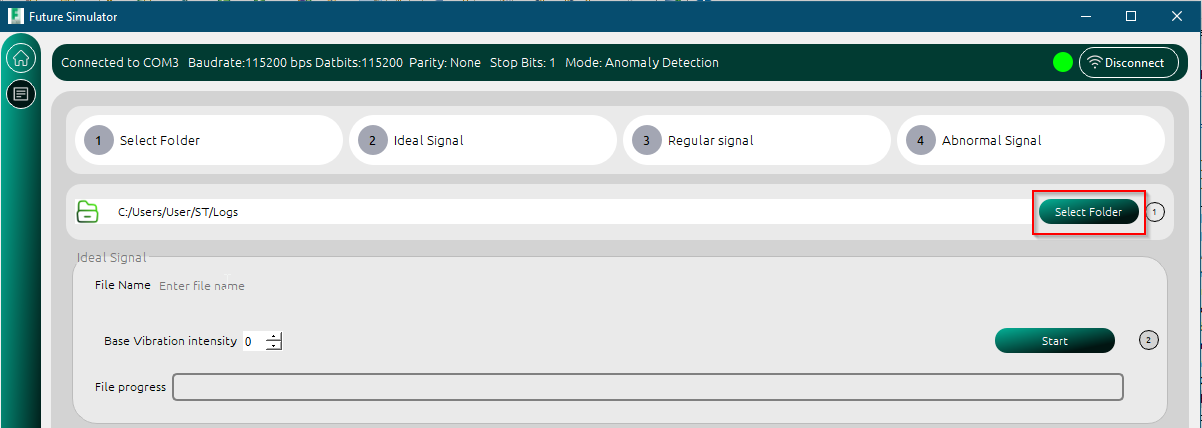 Future Simulator
Connected to COM3 Baudrate:115200 bps Datbits:115200 Parity: None Stop Bits: 1 Mode: Anomaly Detection Disconnect
1 Select Folder 2 Ideal Signal 3 Regular signal 4 Abnormal Signal
C:/Users/User/ST/Logs Select Folder 1
Ideal Signal
File Name Enter file name
Base Vibration intensity 0 Start 2
File progress